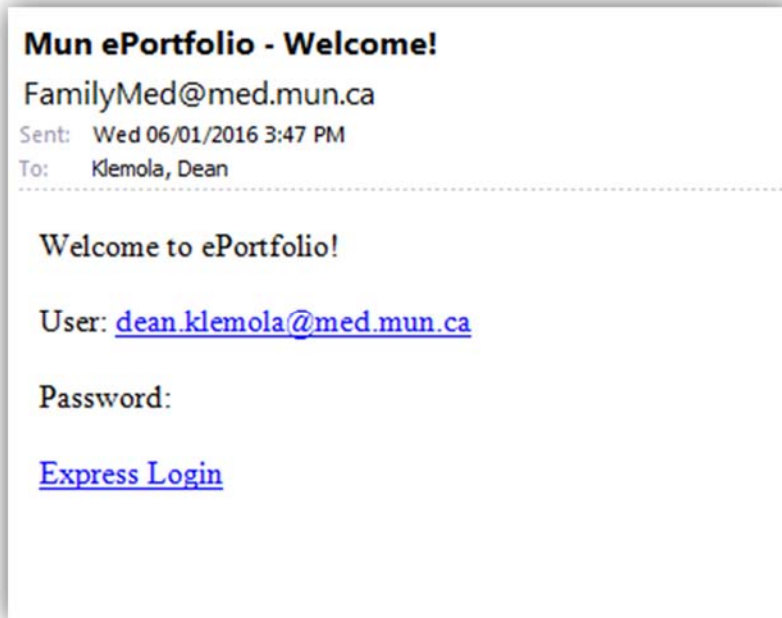 Mun ePortfolio - Welcome!
FamilyMed@med.mun.ca
Sent: Wed 06/01/2016 3:47 PM
To: Klemola, Dean
Welcome to ePortfolio!
User: dean.klemola@med.mun.ca
Password:
Express Login